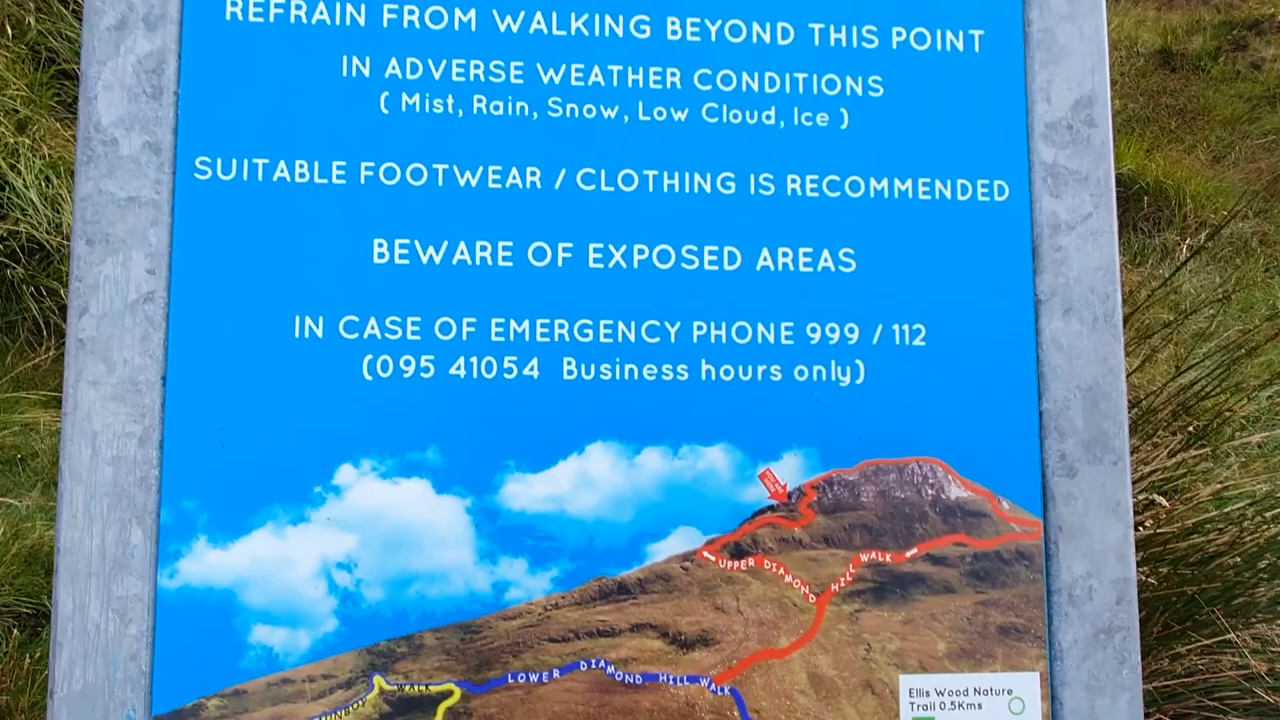 REFRAIN FROM WALKING BEYOND THIS POINT
IN ADVERSE WEATHER CONDITIONS
( Mist, Rain, Snow, Low Cloud, Ice )
SUITABLE FOOTWEAR / CLOTHING IS RECOMMENDED
BEWARE OF EXPOSED AREAS
IN CASE OF EMERGENCY PHONE 999 / 112
(095 41054 Business hours only)
UPPER DIAMOND HILL WALK
LOWER DIAMOND HILL WALK
WALK
Ellis Wood Nature
Trail 0.5Kms